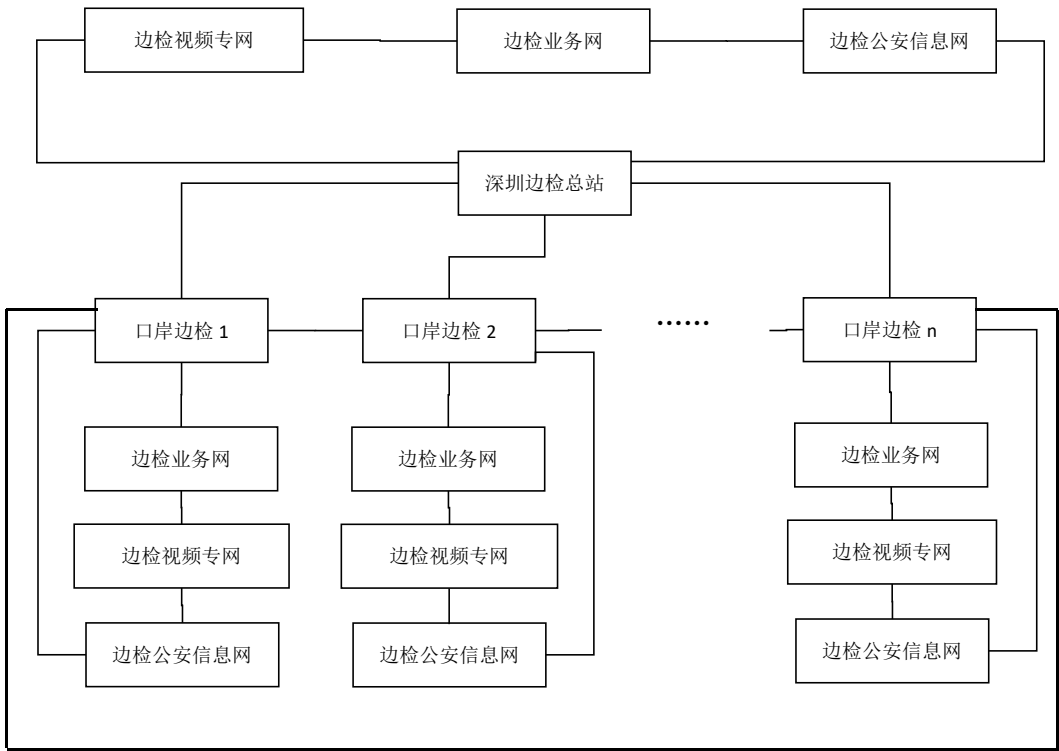 边检视频专网
边检业务网
边检公安信息网
深圳边检总站
口岸边检 1
口岸边检 2
……
口岸边检 n
边检业务网
边检业务网
边检业务网
边检视频专网
边检视频专网
边检视频专网
边检公安信息网
边检公安信息网
边检公安信息网